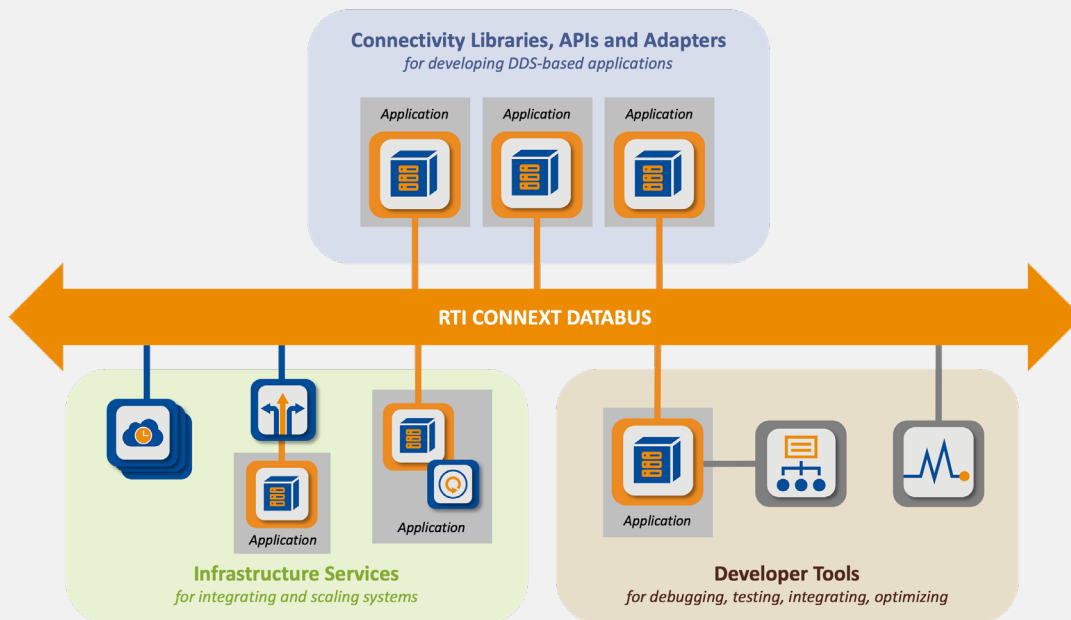 Connectivity Libraries, APIs and Adapters
for developing DDS-based applications
Application
Application
Application
RTI CONNEXT DATABUS
Application
Application
Application
Infrastructure Services
for integrating and scaling systems
Developer Tools
for debugging, testing, integrating, optimizing